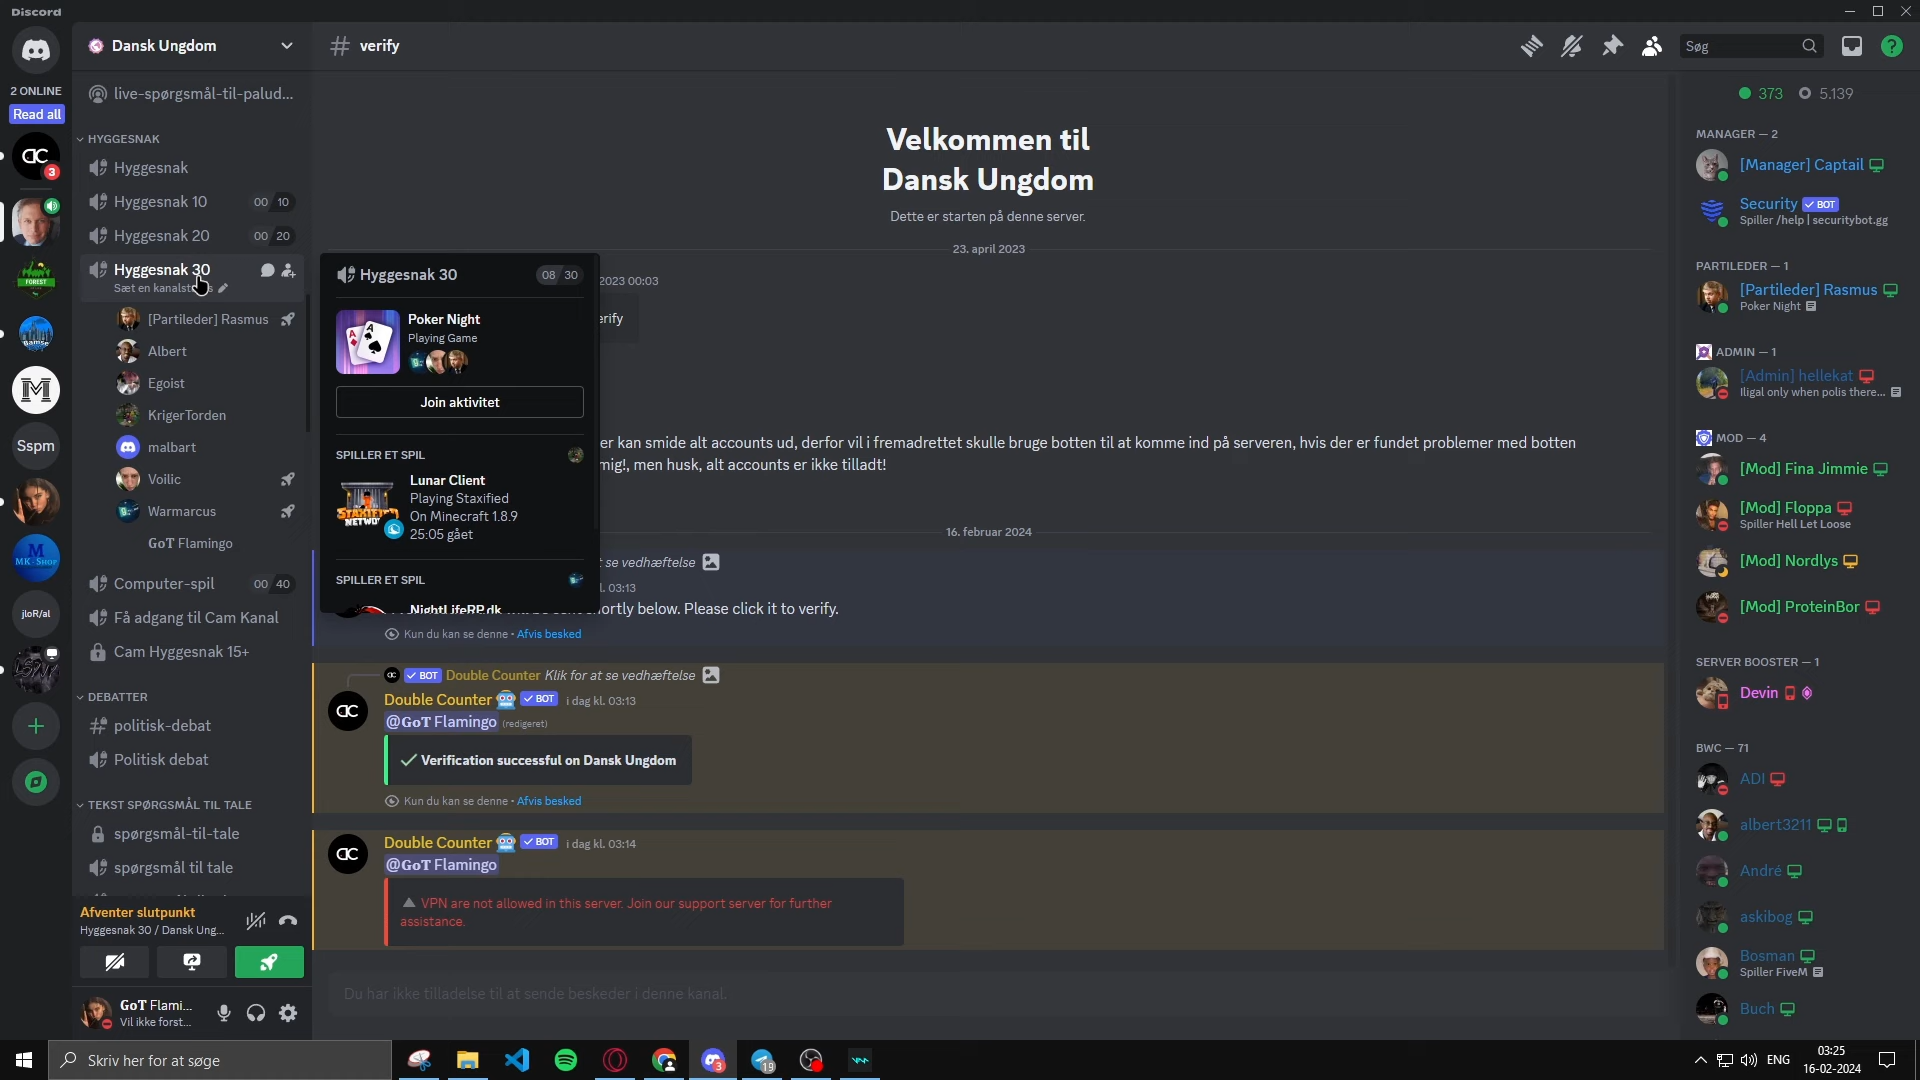 Discord
Dansk Ungdom
verify
Søg
2 ONLINE
Read all
3
MK-SHOP
Sspm
jloR/al
live-spørgsmål-til-palud...
HYGGESNAK
Hyggesnak
Hyggesnak 10
00 10
Hyggesnak 20
00 20
Hyggesnak 30
[Partileder] Rasmus
Albert
Egoist
KrigerTorden
malbart
Voilic
Warmarcus
GoT Flamingo
Computer-spil
00 40
Få adgang til Cam Kanal
Cam Hyggesnak 15+
DEBATTER
politisk-debat
Politisk debat
TEKST SPØRGSMÅL TIL TALE
spørgsmål-til-tale
spørgsmål til tale
Afventer slutpunkt
Hyggesnak 30 / Dansk Ung...
GoT Flami...
Vil ikke forst...
Velkommen til
Dansk Ungdom
Dette er starten på denne server.
23. april 2023
2023 00:03
erify
Hyggesnak 30
08 30
Poker Night
Playing Game
Join aktivitet
SPILLER ET SPIL
Lunar Client
Playing Staxified
On Minecraft 1.8.9
25:05 gået
SPILLER ET SPIL
NightLifeRP.dk
er kan smide alt accounts ud, derfor vil i fremadrettet skulle bruge botten til at komme ind på serveren, hvis der er fundet problemer med botten
mig!, men husk, alt accounts er ikke tilladt!
16. februar 2024
t se vedhæftelse
l. 03:13
ortly below. Please click it to verify.
Kun du kan se denne • Afvis besked
BOT Double Counter Klik for at se vedhæftelse
Double Counter BOT i dag kl. 03:13
@GoT Flamingo (redigeret)
Verification successful on Dansk Ungdom
Kun du kan se denne • Afvis besked
Double Counter BOT i dag kl. 03:14
@GoT Flamingo
VPN are not allowed in this server. Join our support server for further
assistance.
Du har ikke tilladelse til at sende beskeder i denne kanal.
373 5.139
MANAGER — 2
[Manager] Captail
Security BOT
Spiller /help | securitybot.gg
PARTILEDER — 1
[Partileder] Rasmus
Poker Night
ADMIN — 1
[Admin] hellekat
Iligal only when polis there...
MOD — 4
[Mod] Fina Jimmie
[Mod] Floppa
Spiller Hell Let Loose
[Mod] Nordlys
[Mod] ProteinBor
SERVER BOOSTER — 1
Devin
BWC — 71
ADI
albert3211
André
askibog
Bosman
Spiller FiveM
Buch
Skriv her for at søge
3
19
ENG
03:25
16-02-2024